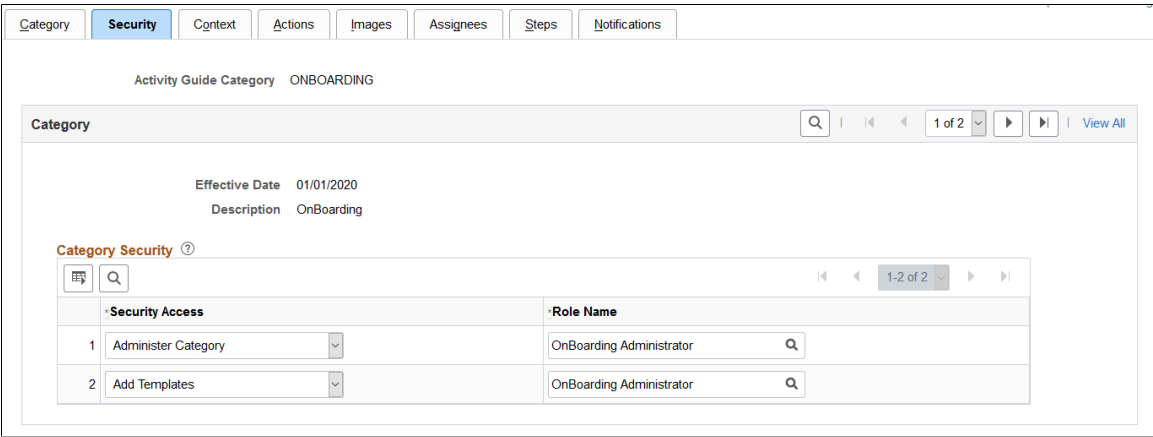 Category Security Context Actions Images Assignees Steps Notifications
Activity Guide Category ONBOARDING
Category 1 of 2 View All
Effective Date 01/01/2020
Description OnBoarding
Category Security ?
1-2 of 2
*Security Access *Role Name
1 Administer Category OnBoarding Administrator
2 Add Templates OnBoarding Administrator